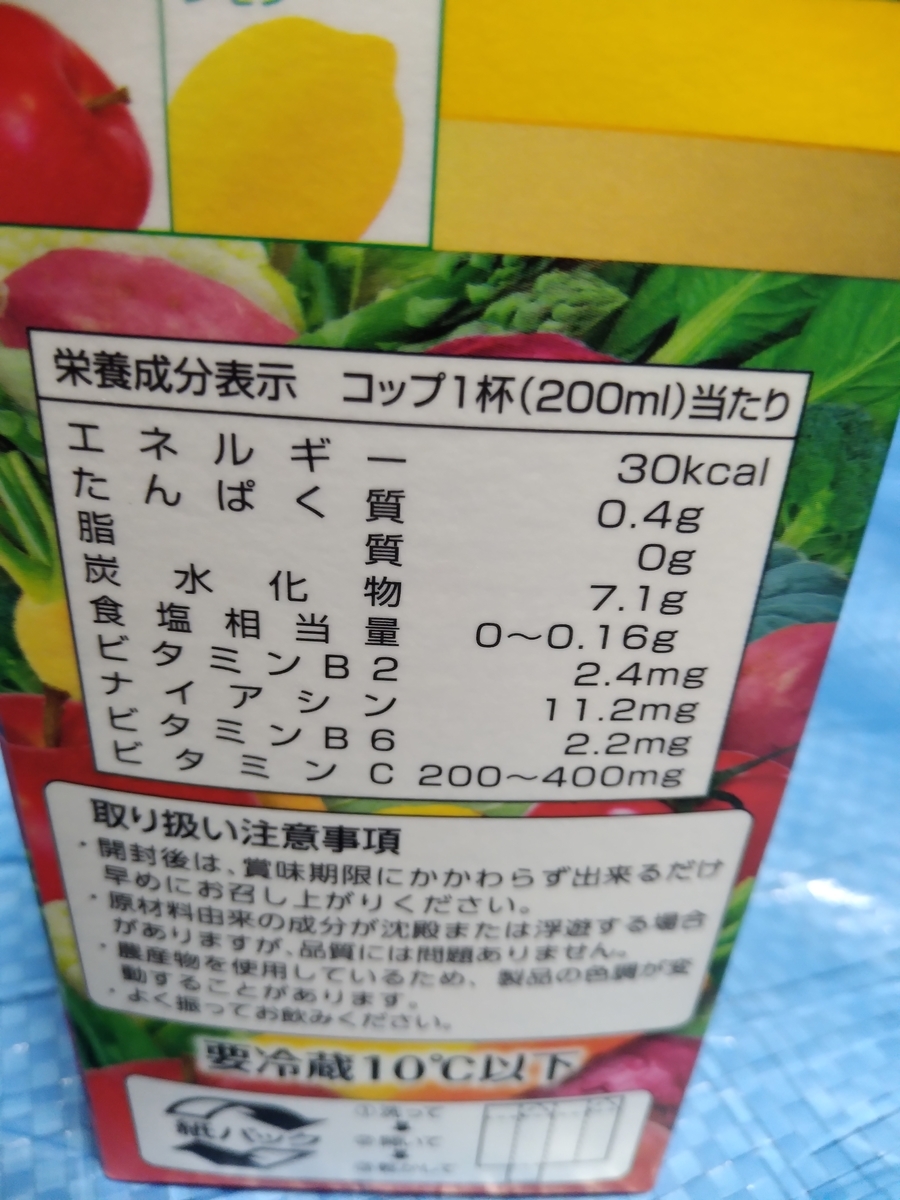 栄養成分表示 コップ1杯(200ml)当たり
エネルギー 30kcal
たんぱく質 0.4g
脂質 0g
炭水化物 7.1g
食塩相当量 0〜0.16g
ビタミンB2 2.4mg
ナイアシン 11.2mg
ビタミンB6 2.2mg
ビタミンC 200〜400mg
取り扱い注意事項
・開封後は、賞味期限にかかわらず出来るだけ
早めにお召し上がりください。
・原材料由来の成分が沈殿または浮遊する場合
がありますが、品質には問題ありません。
・農産物を使用しているため、製品の色調が変
動することがあります。
・よく振ってお飲みください。
要冷蔵10℃以下
紙パック